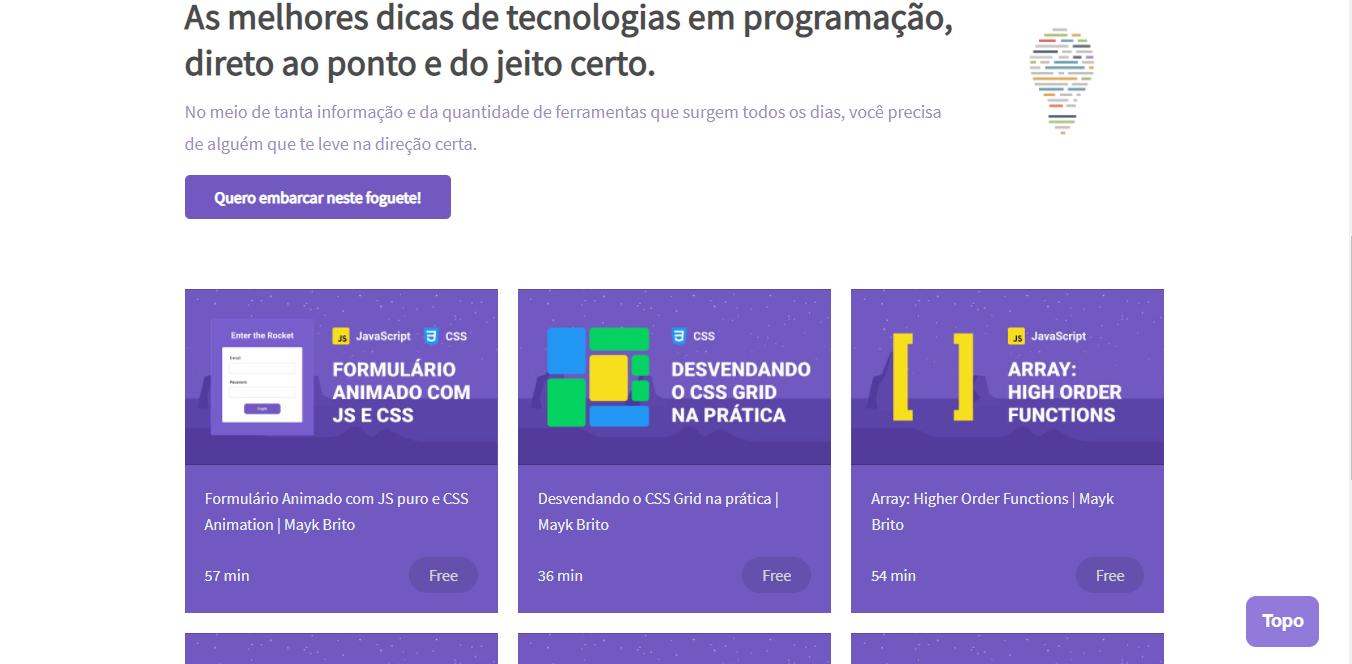 As melhores dicas de tecnologias em programação,
direto ao ponto e do jeito certo.
No meio de tanta informação e da quantidade de ferramentas que surgem todos os dias, você precisa
de alguém que te leve na direção certa.
Quero embarcar neste foguete!
Enter the Rocket
E-mail
Password
Login
JS JavaScript CSS
FORMULÁRIO
ANIMADO COM
JS E CSS
Formulário Animado com JS puro e CSS
Animation | Mayk Brito
57 min
Free
CSS
DESVENDANDO
O CSS GRID
NA PRÁTICA
Desvendando o CSS Grid na prática |
Mayk Brito
36 min
Free
[ ]
JS JavaScript
ARRAY:
HIGH ORDER
FUNCTIONS
Array: Higher Order Functions | Mayk
Brito
54 min
Free
Topo